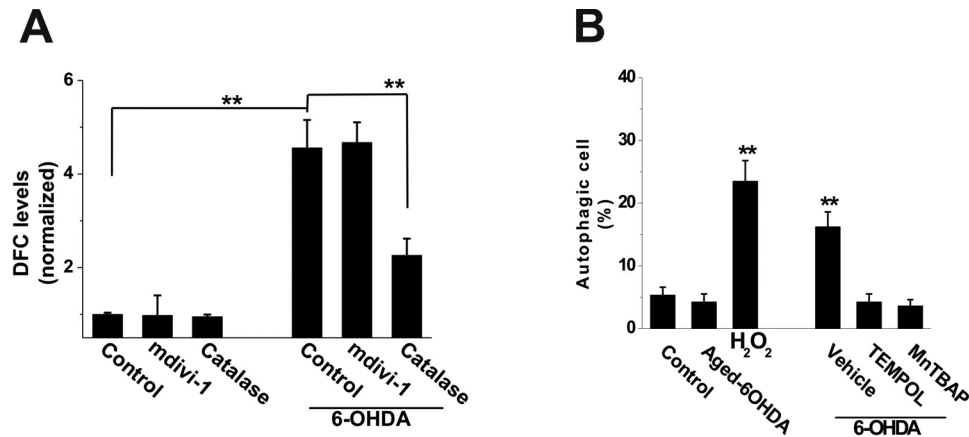 A
DFC levels
(normalized)
6
4
2
**
**
Control
mdivi-1
Catalase
Control
mdivi-1
Catalase
6-OHDA
B
Autophagic cell
(%)
40
30
20
10
0
**
**
Control
Aged-6OHDA
H2O2
Vehicle
TEMPOL
MnTBAP
6-OHDA